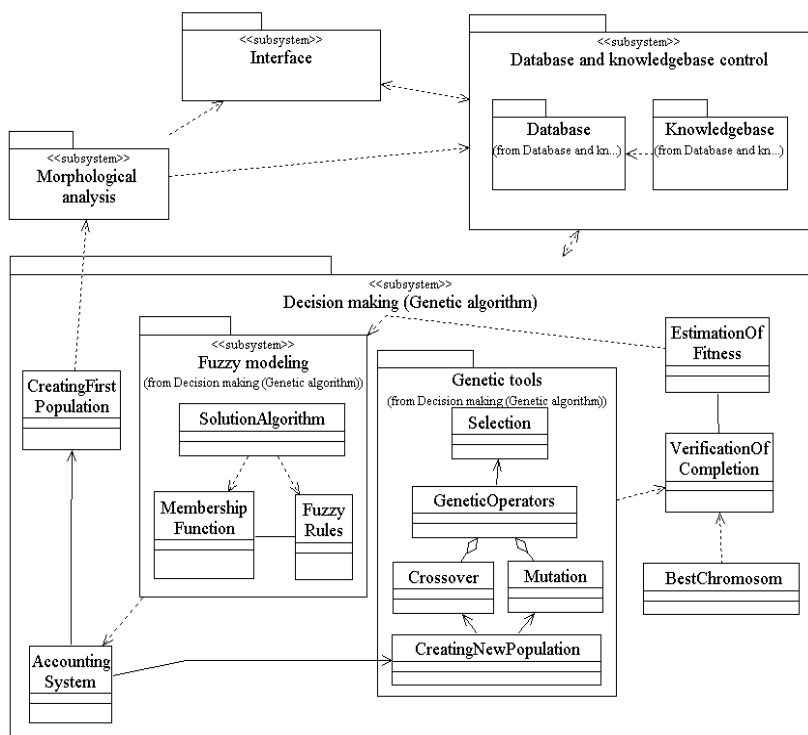 <<subsystem>>
Interface
<<subsystem>>
Database and knowledgebase control
Database
(from Database and kn...)
Knowledgebase
(from Database and kn...)
<<subsystem>>
Morphological
analysis
<<subsystem>>
Decision making (Genetic algorithm)
<<subsystem>>
Fuzzy modeling
(from Decision making (Genetic algorithm))
SolutionAlgorithm
Membership
Function
Fuzzy
Rules
Genetic tools
(from Decision making (Genetic algorithm))
Selection
GeneticOperators
Crossover
Mutation
CreatingNewPopulation
EstimationOf
Fitness
VerificationOf
Completion
BestChromosom
CreatingFirst
Population
Accounting
System